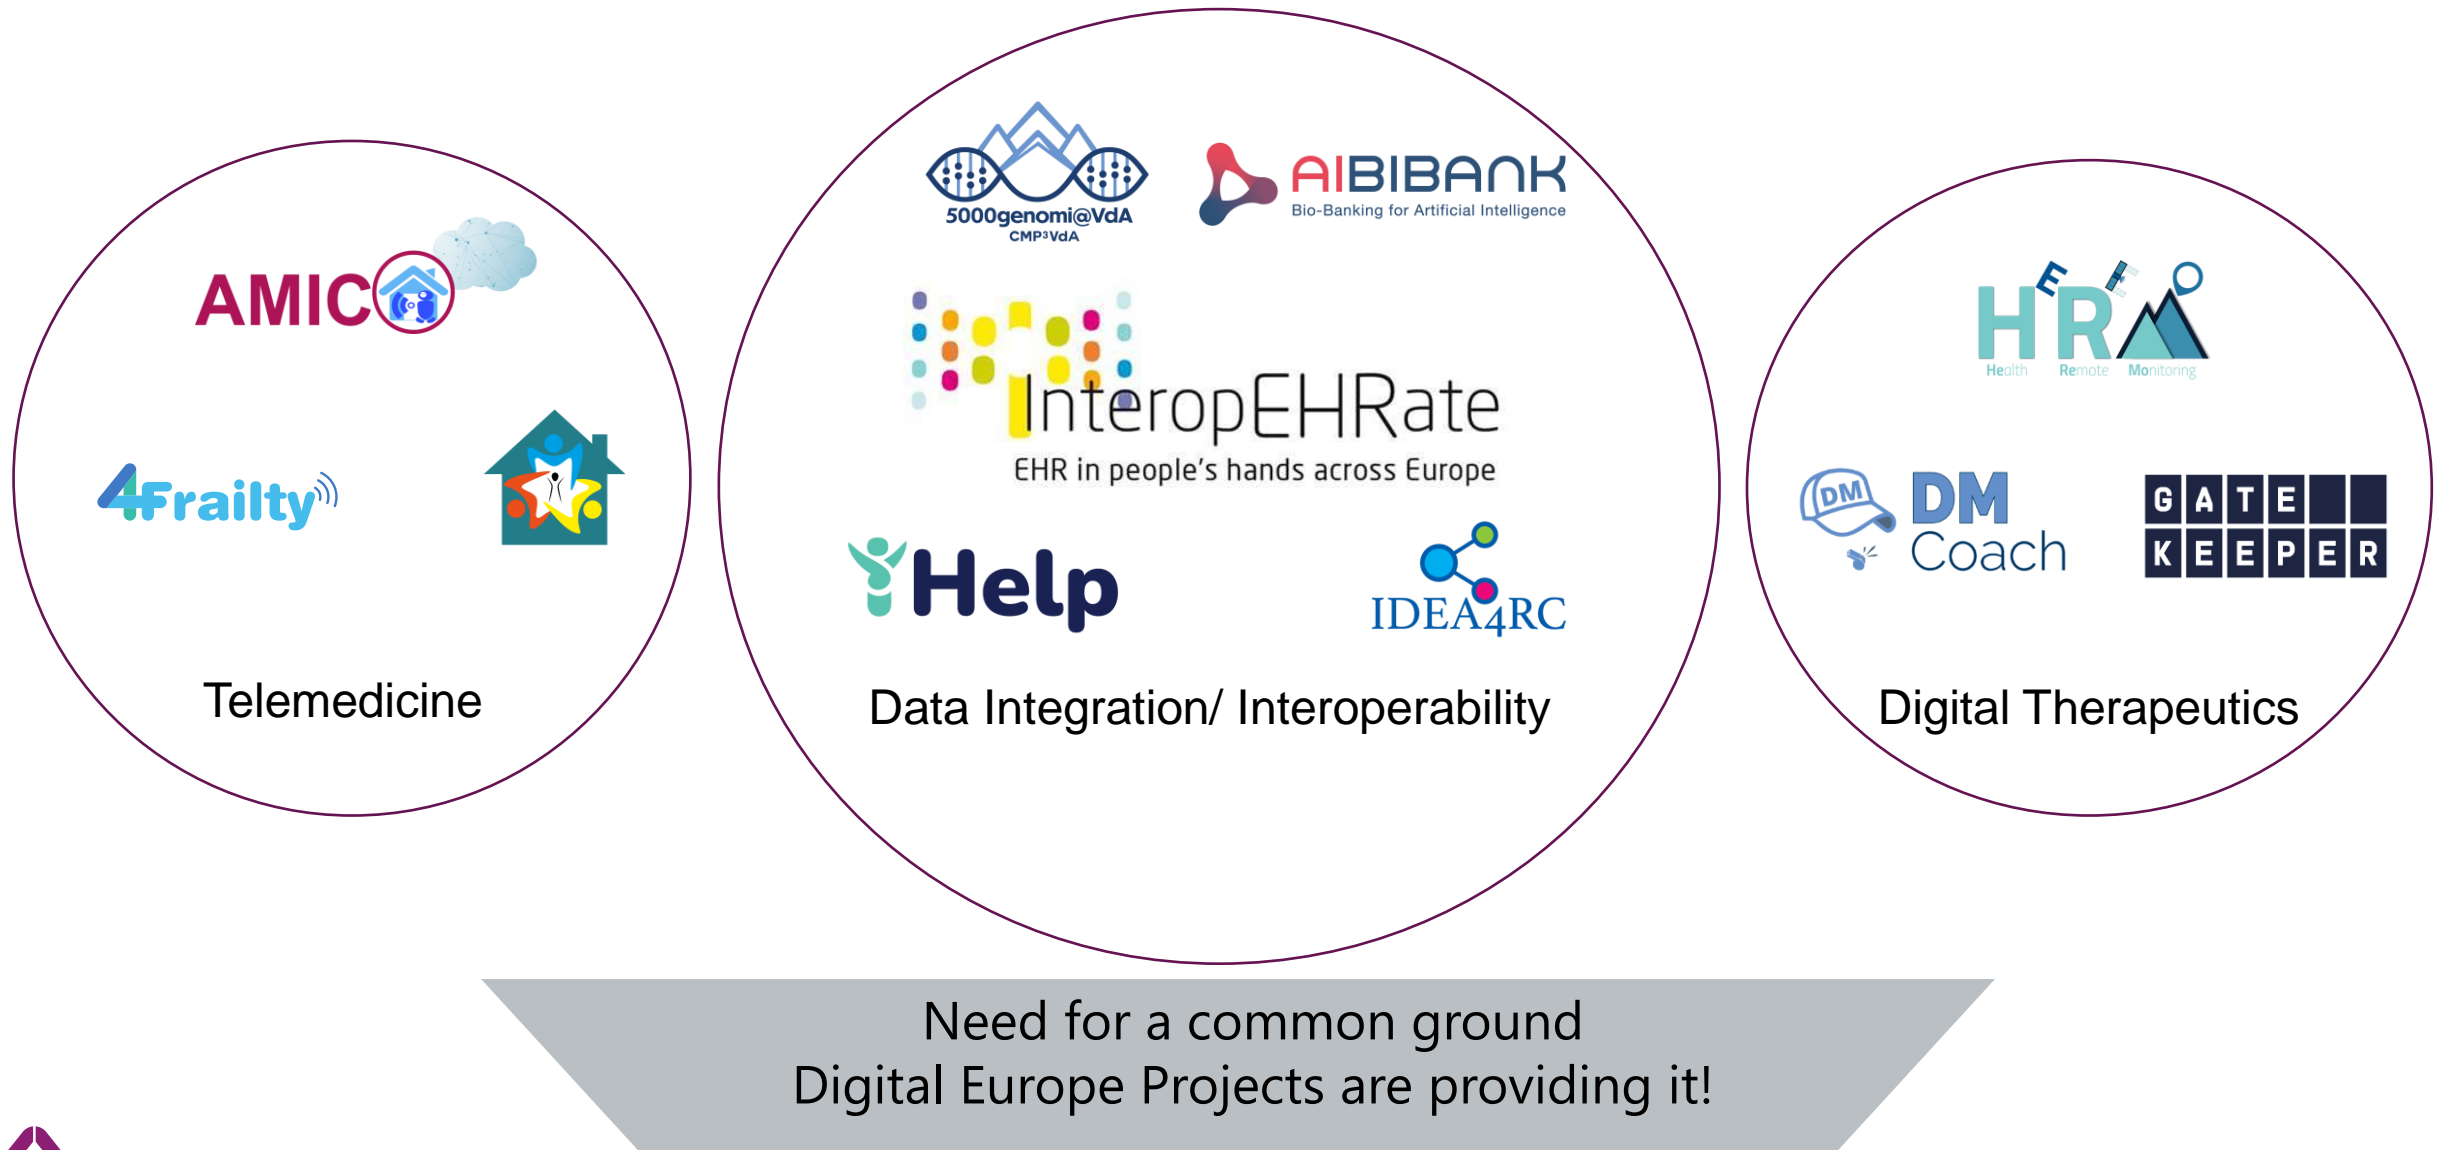 AMICO
4Frailty
Telemedicine
5000genomi@VdA
CMP³VdA
AIBIBANK
Bio-Banking for Artificial Intelligence
InteropEHRate
EHR in people's hands across Europe
Help
IDEA4RC
Data Integration/ Interoperability
HeReMo
Health Remote Monitoring
DM
DM
Coach
GATE
KEEPER
Digital Therapeutics
Need for a common ground
Digital Europe Projects are providing it!